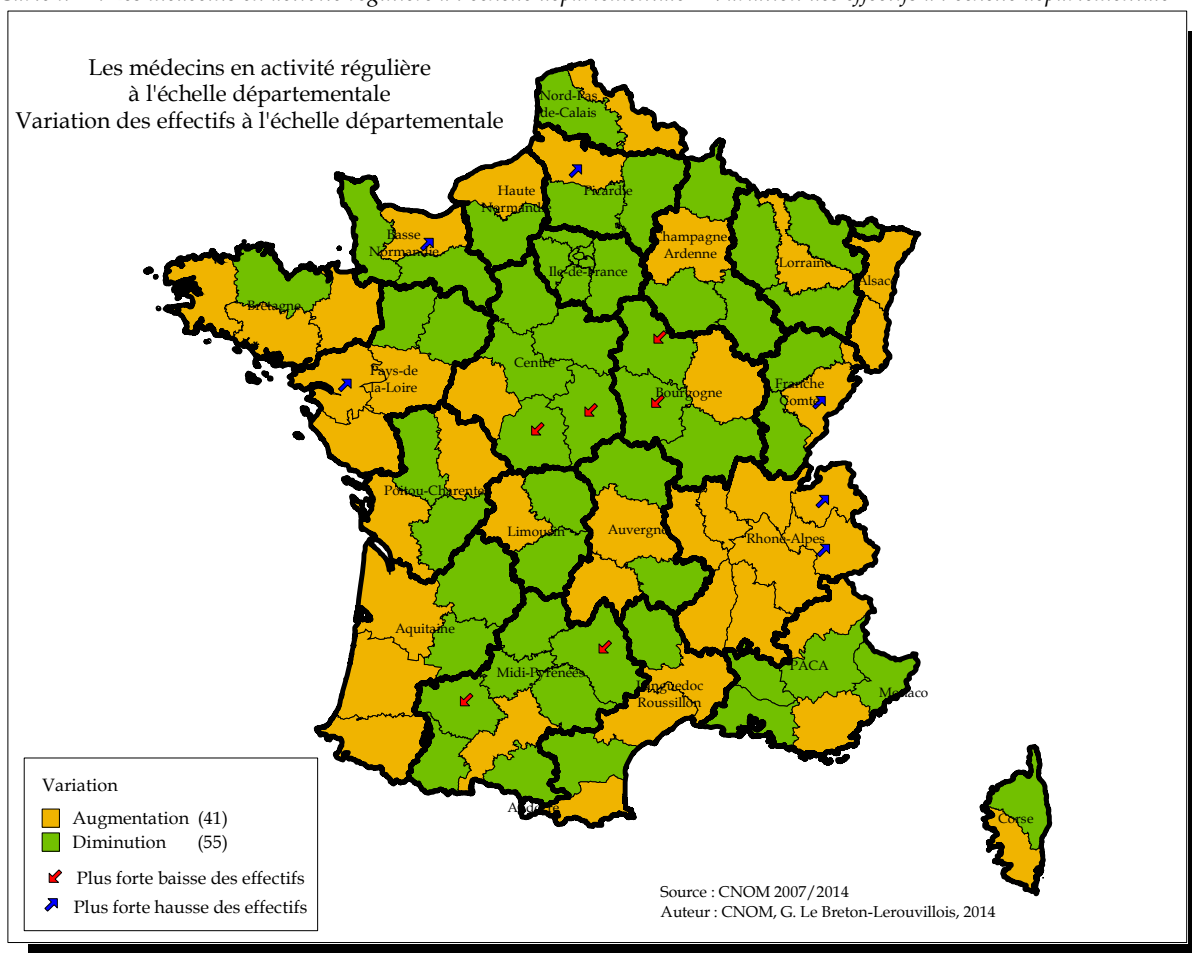 Les médecins en activité régulière
à l'échelle départementale
Variation des effectifs à l'échelle départementale
Nord-Pas
de-Calais
Picardie
Haute
Normandie
Basse
Normandie
Champagne
Ardenne
Lorraine
Alsace
Ile-de-France
Bretagne
Pays-de
la-Loire
Centre
Bourgogne
Franche
Comté
Poitou-Charente
Limousin
Auvergne
Rhone-Alpes
Aquitaine
Midi-Pyrénées
Languedoc
Roussillon
PACA
Monaco
Andorre
Corse
Variation
Augmentation (41)
Diminution (55)
Plus forte baisse des effectifs
Plus forte hausse des effectifs
Source : CNOM 2007/2014
Auteur : CNOM, G. Le Breton-Lerouvillois, 2014